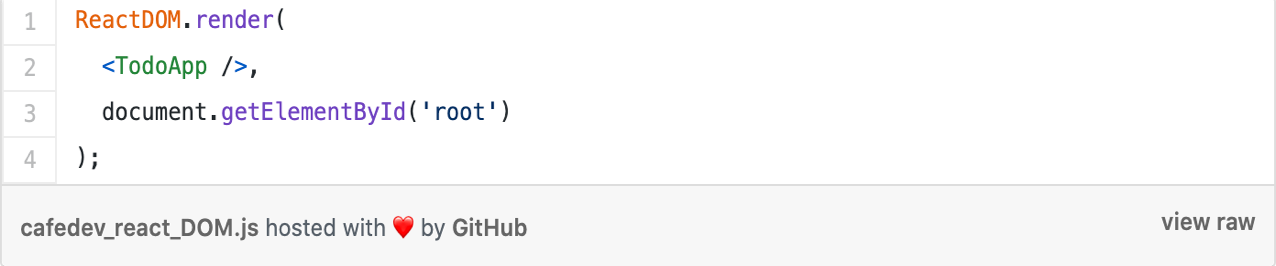 1 ReactDOM.render(
2   <TodoApp />,
3   document.getElementById('root')
4 );
cafedev_react_DOM.js hosted with ❤️ by GitHub
view raw